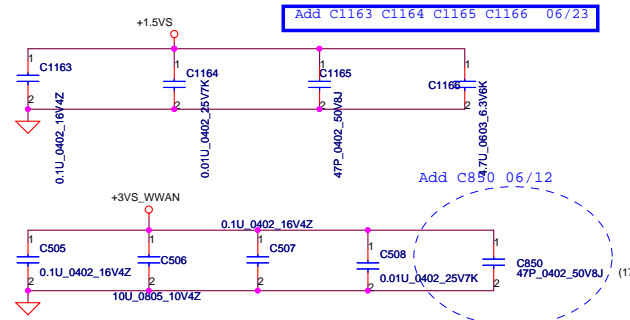 Add C1163 C1164 C1165 C1166 06/23
+1.5VS
1
C1163
2
0.1U_0402_16V4Z
1
C1164
2
0.01U_0402_25V7K
1
C1165
2
47P_0402_50V8J
1
C1166
2
4.7U_0603_6.3V6K
Add C850 06/12
+3VS_WWAN
0.1U_0402_16V4Z
1
C505
2
0.1U_0402_16V4Z
1
C506
2
10U_0805_10V4Z
1
C507
2
1
C508
2
0.01U_0402_25V7K
1
C850
2
47P_0402_50V8J
(17